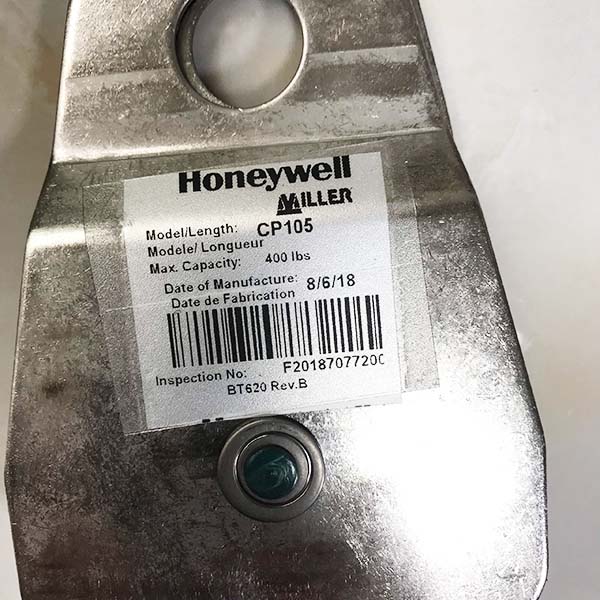 Honeywell
MILLER
Model/Length: CP105
Modele/ Longueur
Max. Capacity: 400 lbs
Date of Manufacture: 8/6/18
Date de Fabrication
Inspection No: F20187077200
BT620 Rev.B